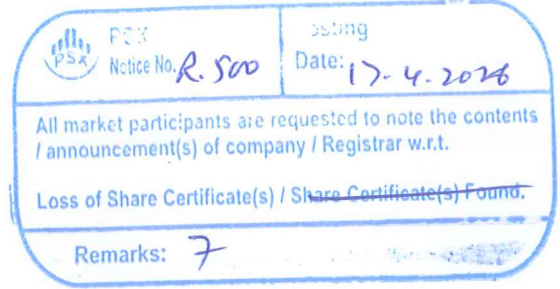 PSX
PSX
Notice No. R. 500
Posting
Date: 17.4.2026
All market participants are requested to note the contents
/ announcement(s) of company / Registrar w.r.t.
Loss of Share Certificate(s) / Share Certificate(s) Found.
Remarks: 7